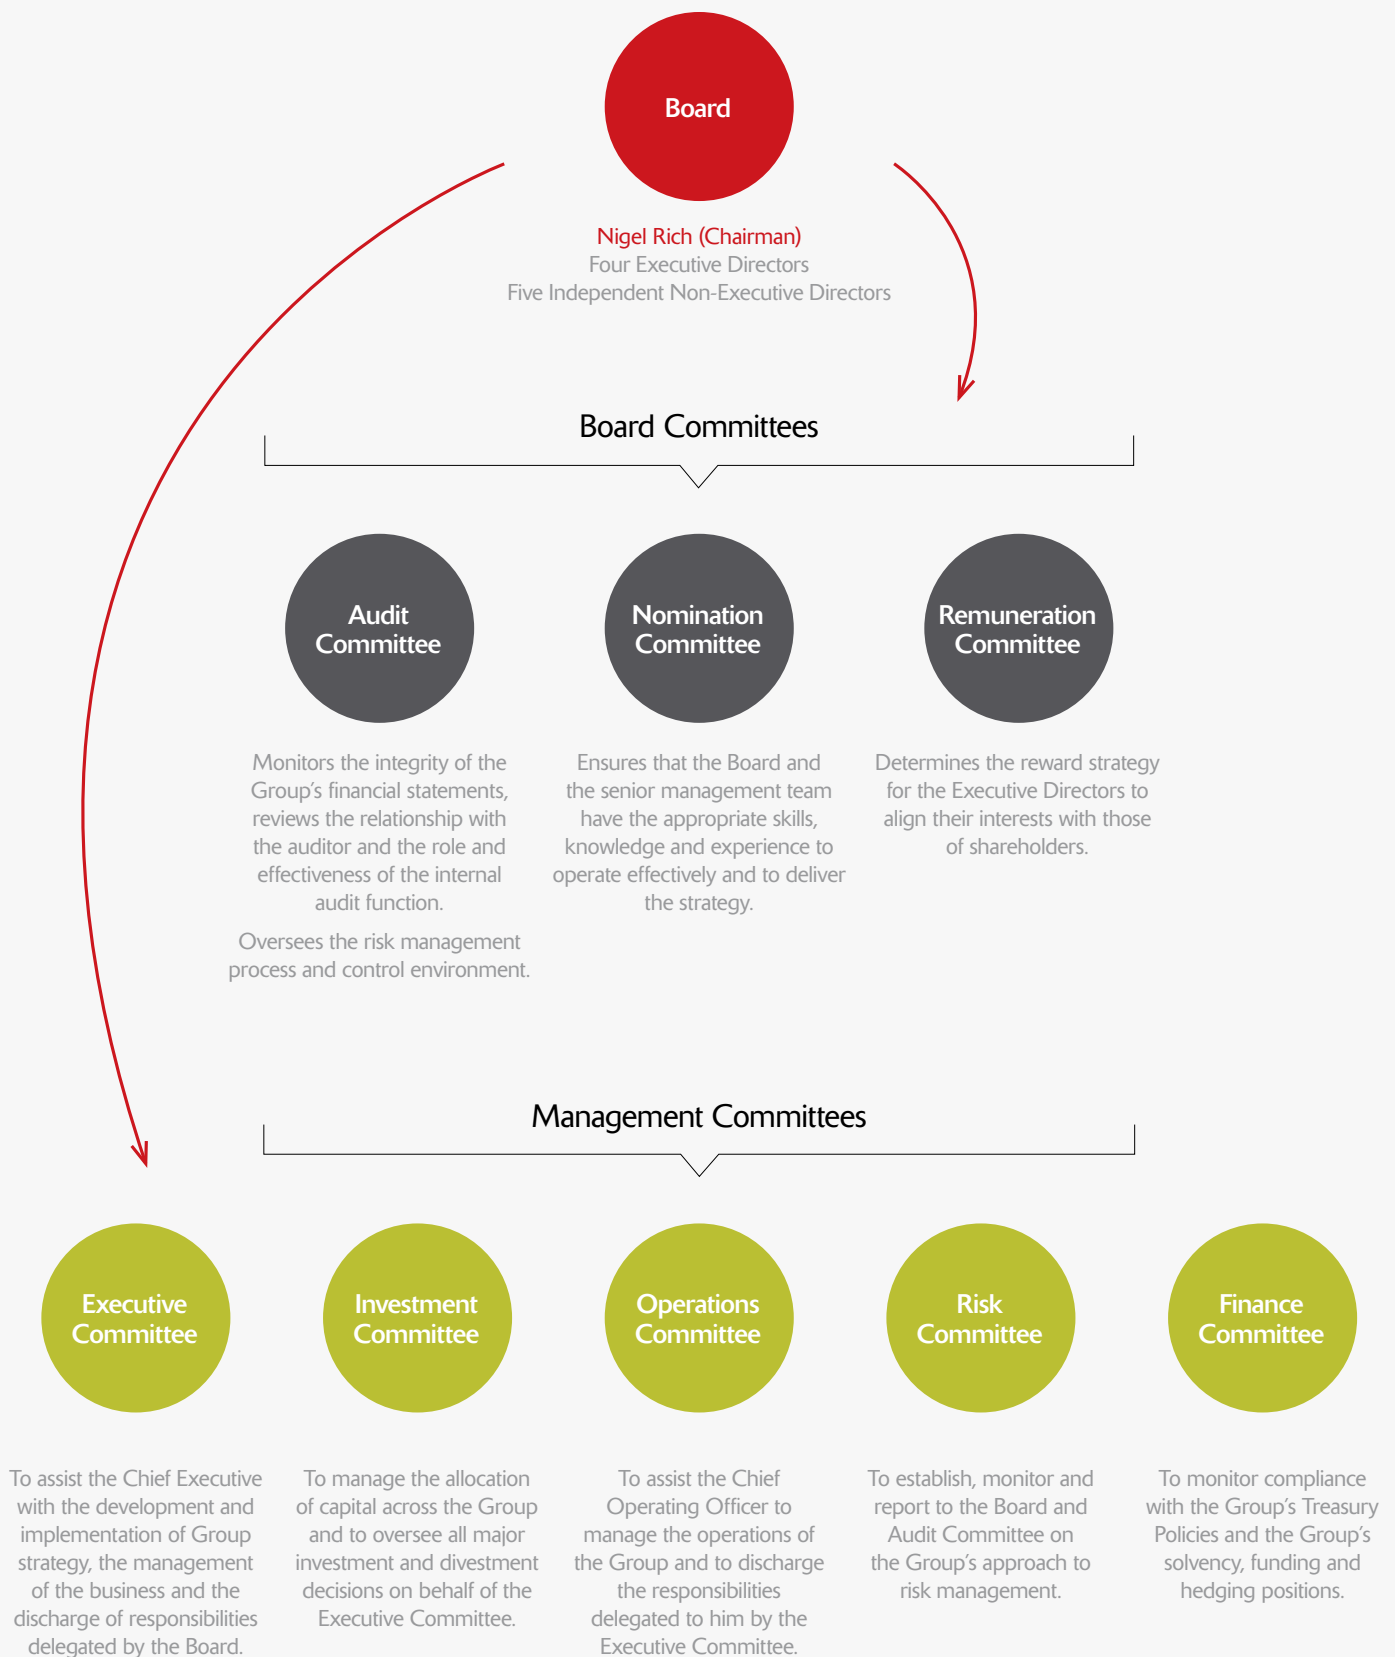 Board
Nigel Rich (Chairman)
Four Executive Directors
Five Independent Non-Executive Directors
Board Committees
Audit
Committee
Monitors the integrity of the
Group’s financial statements,
reviews the relationship with
the auditor and the role and
effectiveness of the internal
audit function.
Oversees the risk management
process and control environment.
Nomination
Committee
Ensures that the Board and
the senior management team
have the appropriate skills,
knowledge and experience to
operate effectively and to deliver
the strategy.
Remuneration
Committee
Determines the reward strategy
for the Executive Directors to
align their interests with those
of shareholders.
Management Committees
Executive
Committee
To assist the Chief Executive
with the development and
implementation of Group
strategy, the management
of the business and the
discharge of responsibilities
delegated by the Board.
Investment
Committee
To manage the allocation
of capital across the Group
and to oversee all major
investment and divestment
decisions on behalf of the
Executive Committee.
Operations
Committee
To assist the Chief
Operating Officer to
manage the operations of
the Group and to discharge
the responsibilities
delegated to him by the
Executive Committee.
Risk
Committee
To establish, monitor and
report to the Board and
Audit Committee on
the Group’s approach to
risk management.
Finance
Committee
To monitor compliance
with the Group’s Treasury
Policies and the Group’s
solvency, funding and
hedging positions.